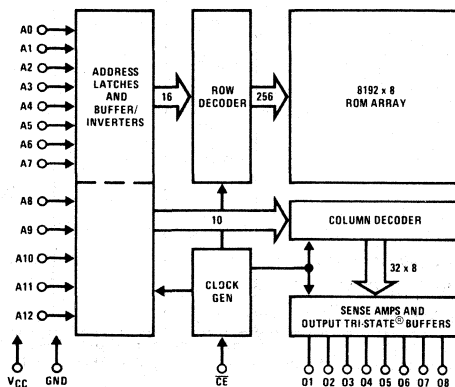 A0
A1
A2
A3
A4
A5
A6
A7
ADDRESS
LATCHES
AND
BUFFER/
INVERTERS
16
ROW
DECODER
256
8192 x 8
ROM ARRAY
A8
A9
A10
A11
A12
10
COLUMN DECODER
CLOCK
GEN
32 x 8
SENSE AMPS AND
OUTPUT TRI-STATE® BUFFERS
VCC
GND
CE
O1 O2 O3 O4 O5 O6 O7 O8